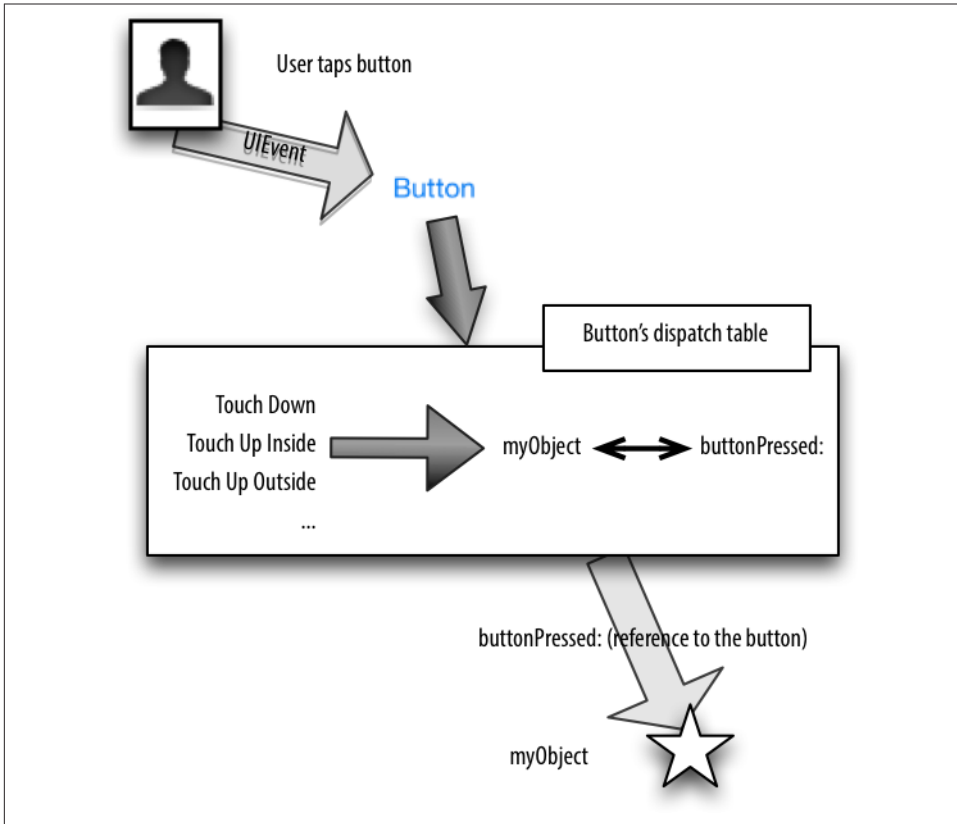 User taps button
UIEvent
Button
Button's dispatch table
Touch Down
Touch Up Inside
Touch Up Outside
...
myObject
buttonPressed:
buttonPressed: (reference to the button)
myObject